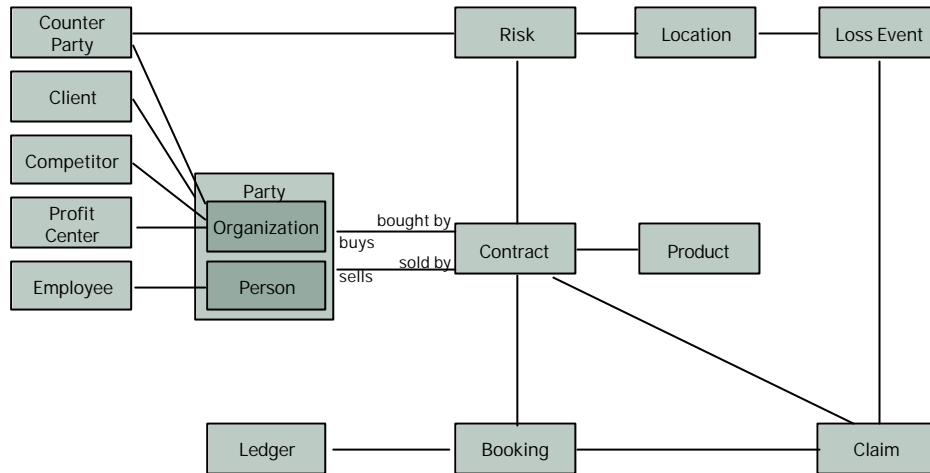 Counter
Party
Risk
Location
Loss Event
Client
Competitor
Party
Profit
Center
Organization
bought by
buys
Contract
Product
sold by
sells
Employee
Person
Ledger
Booking
Claim